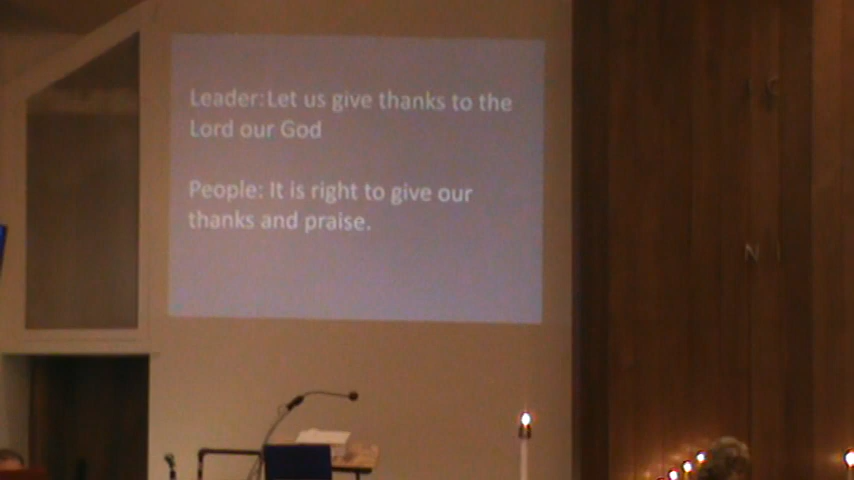 Leader: Let us give thanks to the
Lord our God
People: It is right to give our
thanks and praise.
N